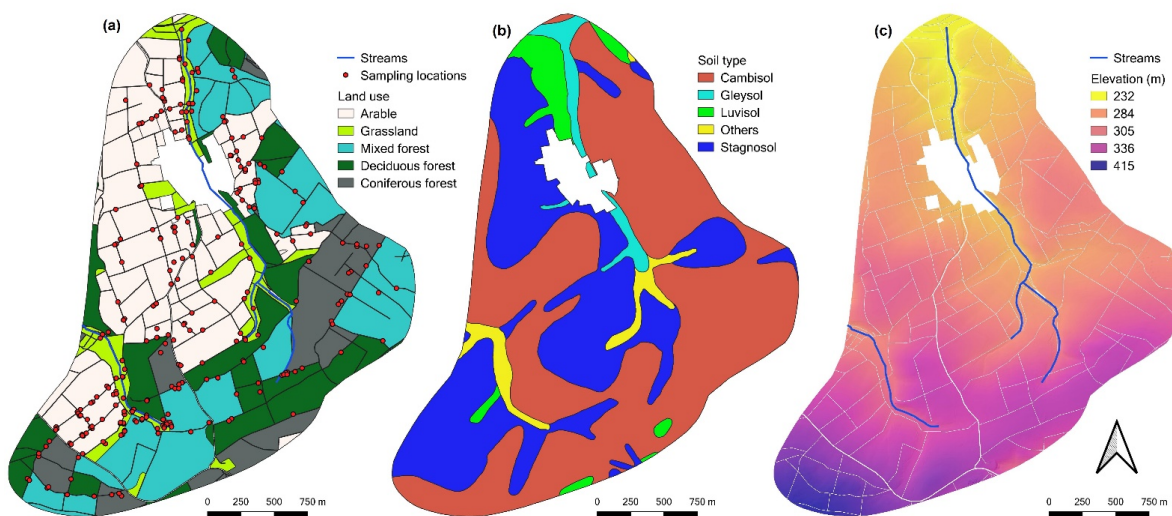 (a)
Streams
Sampling locations
Land use
Arable
Grassland
Mixed forest
Deciduous forest
Coniferous forest
0 250 500 750 m
(b)
Soil type
Cambisol
Gleysol
Luvisol
Others
Stagnosol
0 250 500 750 m
(c)
Streams
Elevation (m)
232
284
305
336
415
0 250 500 750 m